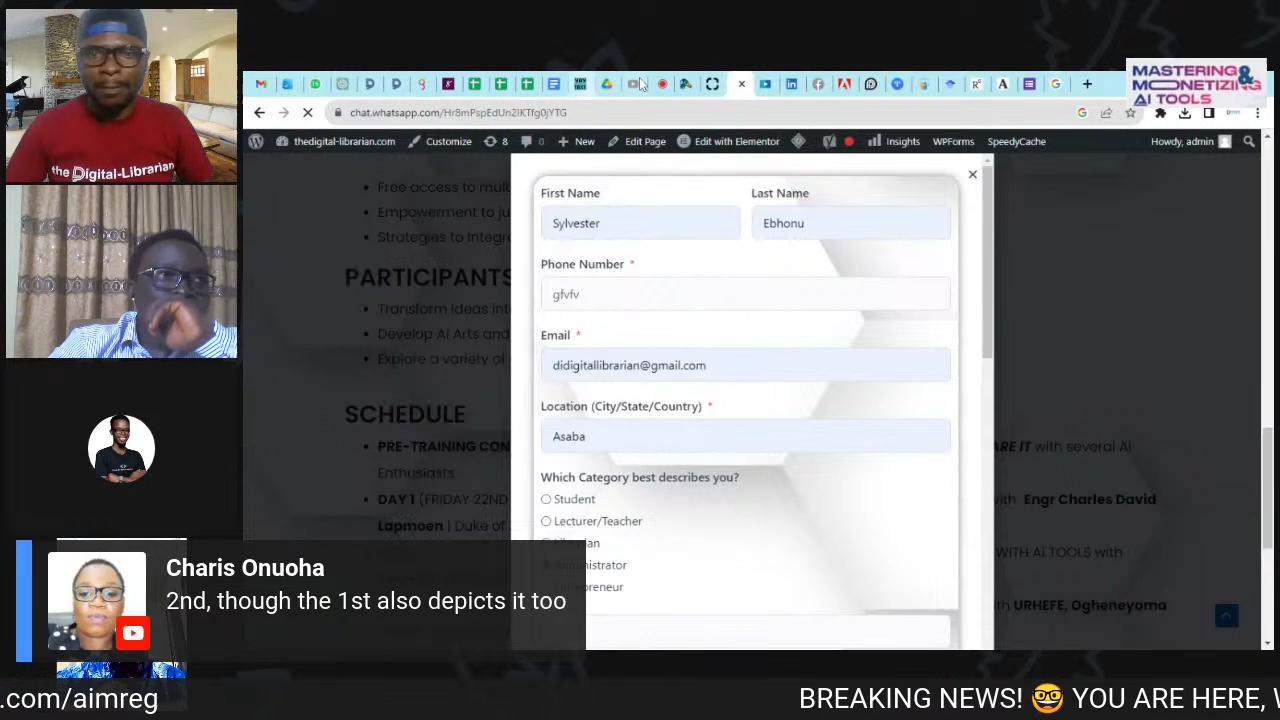 the Digital-Librarian
MASTERING &
MONETIZING
AI TOOLS
chat.whatsapp.com/Hr8mPspEdUn2IKTfg0jYTG
thedigital-librarian.com Customize 8 0 New Edit Page Edit with Elementor Insights WPForms SpeedyCache Howdy, admin
Free access to mult
Empowerment to ju
Strategies to Integr
PARTICIPANTS
Transform Ideas int
Develop AI Arts and
Explore a variety of
SCHEDULE
PRE-TRAINING CON
ARE IT with several AI
Enthusiasts
DAY 1 (FRIDAY 22ND
with Engr Charles David
Lapmoen | Duke of
WITH AI TOOLS with
th URHEFE, Ogheneyoma
First Name Last Name
Sylvester Ebhonu
Phone Number *
gfvfv
Email *
didigitallibrarian@gmail.com
Location (City/State/Country) *
Asaba
Which Category best describes you?
Student
Lecturer/Teacher
Charis Onuoha
2nd, though the 1st also depicts it too
.com/aimreg
BREAKING NEWS! 🤓 YOU ARE HERE,